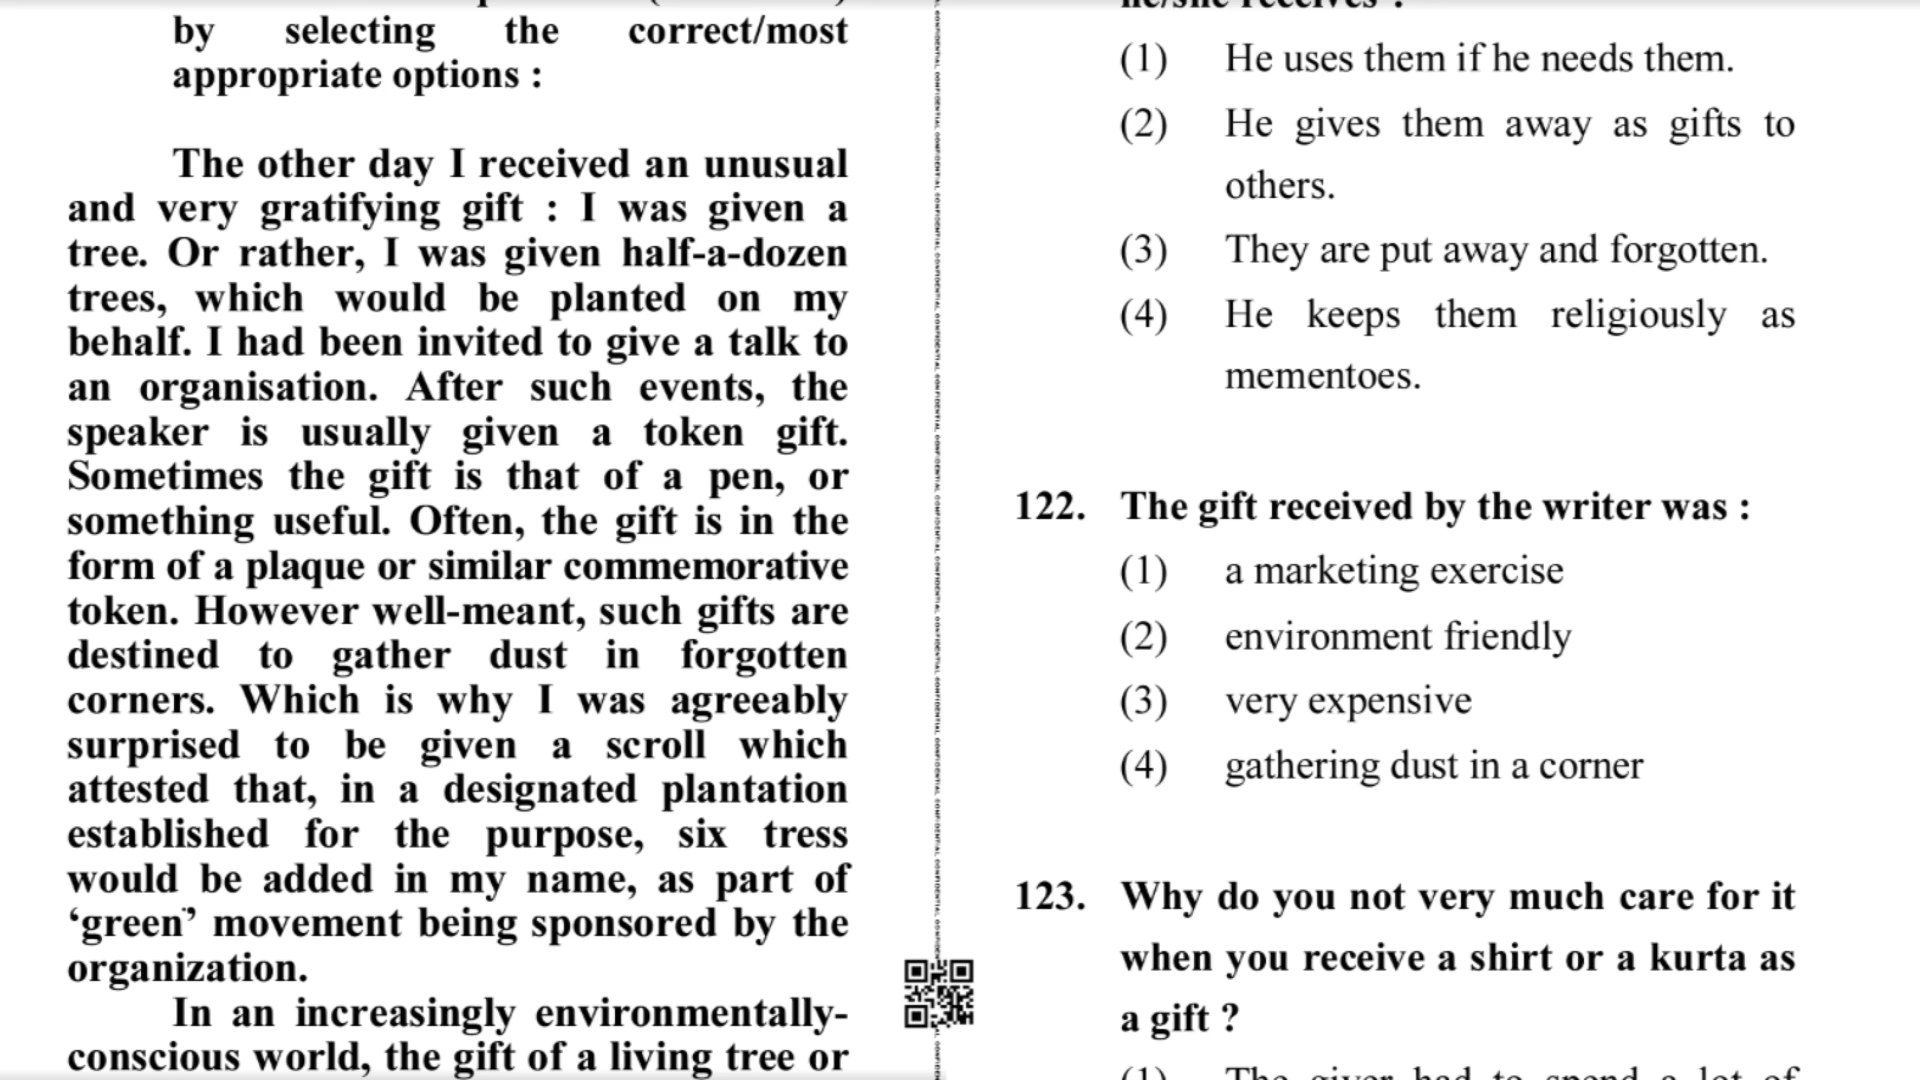 by selecting the correct/most
appropriate options :
The other day I received an unusual
and very gratifying gift : I was given a
tree. Or rather, I was given half-a-dozen
trees, which would be planted on my
behalf. I had been invited to give a talk to
an organisation. After such events, the
speaker is usually given a token gift.
Sometimes the gift is that of a pen, or
something useful. Often, the gift is in the
form of a plaque or similar commemorative
token. However well-meant, such gifts are
destined to gather dust in forgotten
corners. Which is why I was agreeably
surprised to be given a scroll which
attested that, in a designated plantation
established for the purpose, six tress
would be added in my name, as part of
‘green’ movement being sponsored by the
organization.
In an increasingly environmentally-
conscious world, the gift of a living tree or
he/she receives ?
(1) He uses them if he needs them.
(2) He gives them away as gifts to
others.
(3) They are put away and forgotten.
(4) He keeps them religiously as
mementoes.
122. The gift received by the writer was :
(1) a marketing exercise
(2) environment friendly
(3) very expensive
(4) gathering dust in a corner
123. Why do you not very much care for it
when you receive a shirt or a kurta as
a gift ?
(1) The giver had to spend a lot of